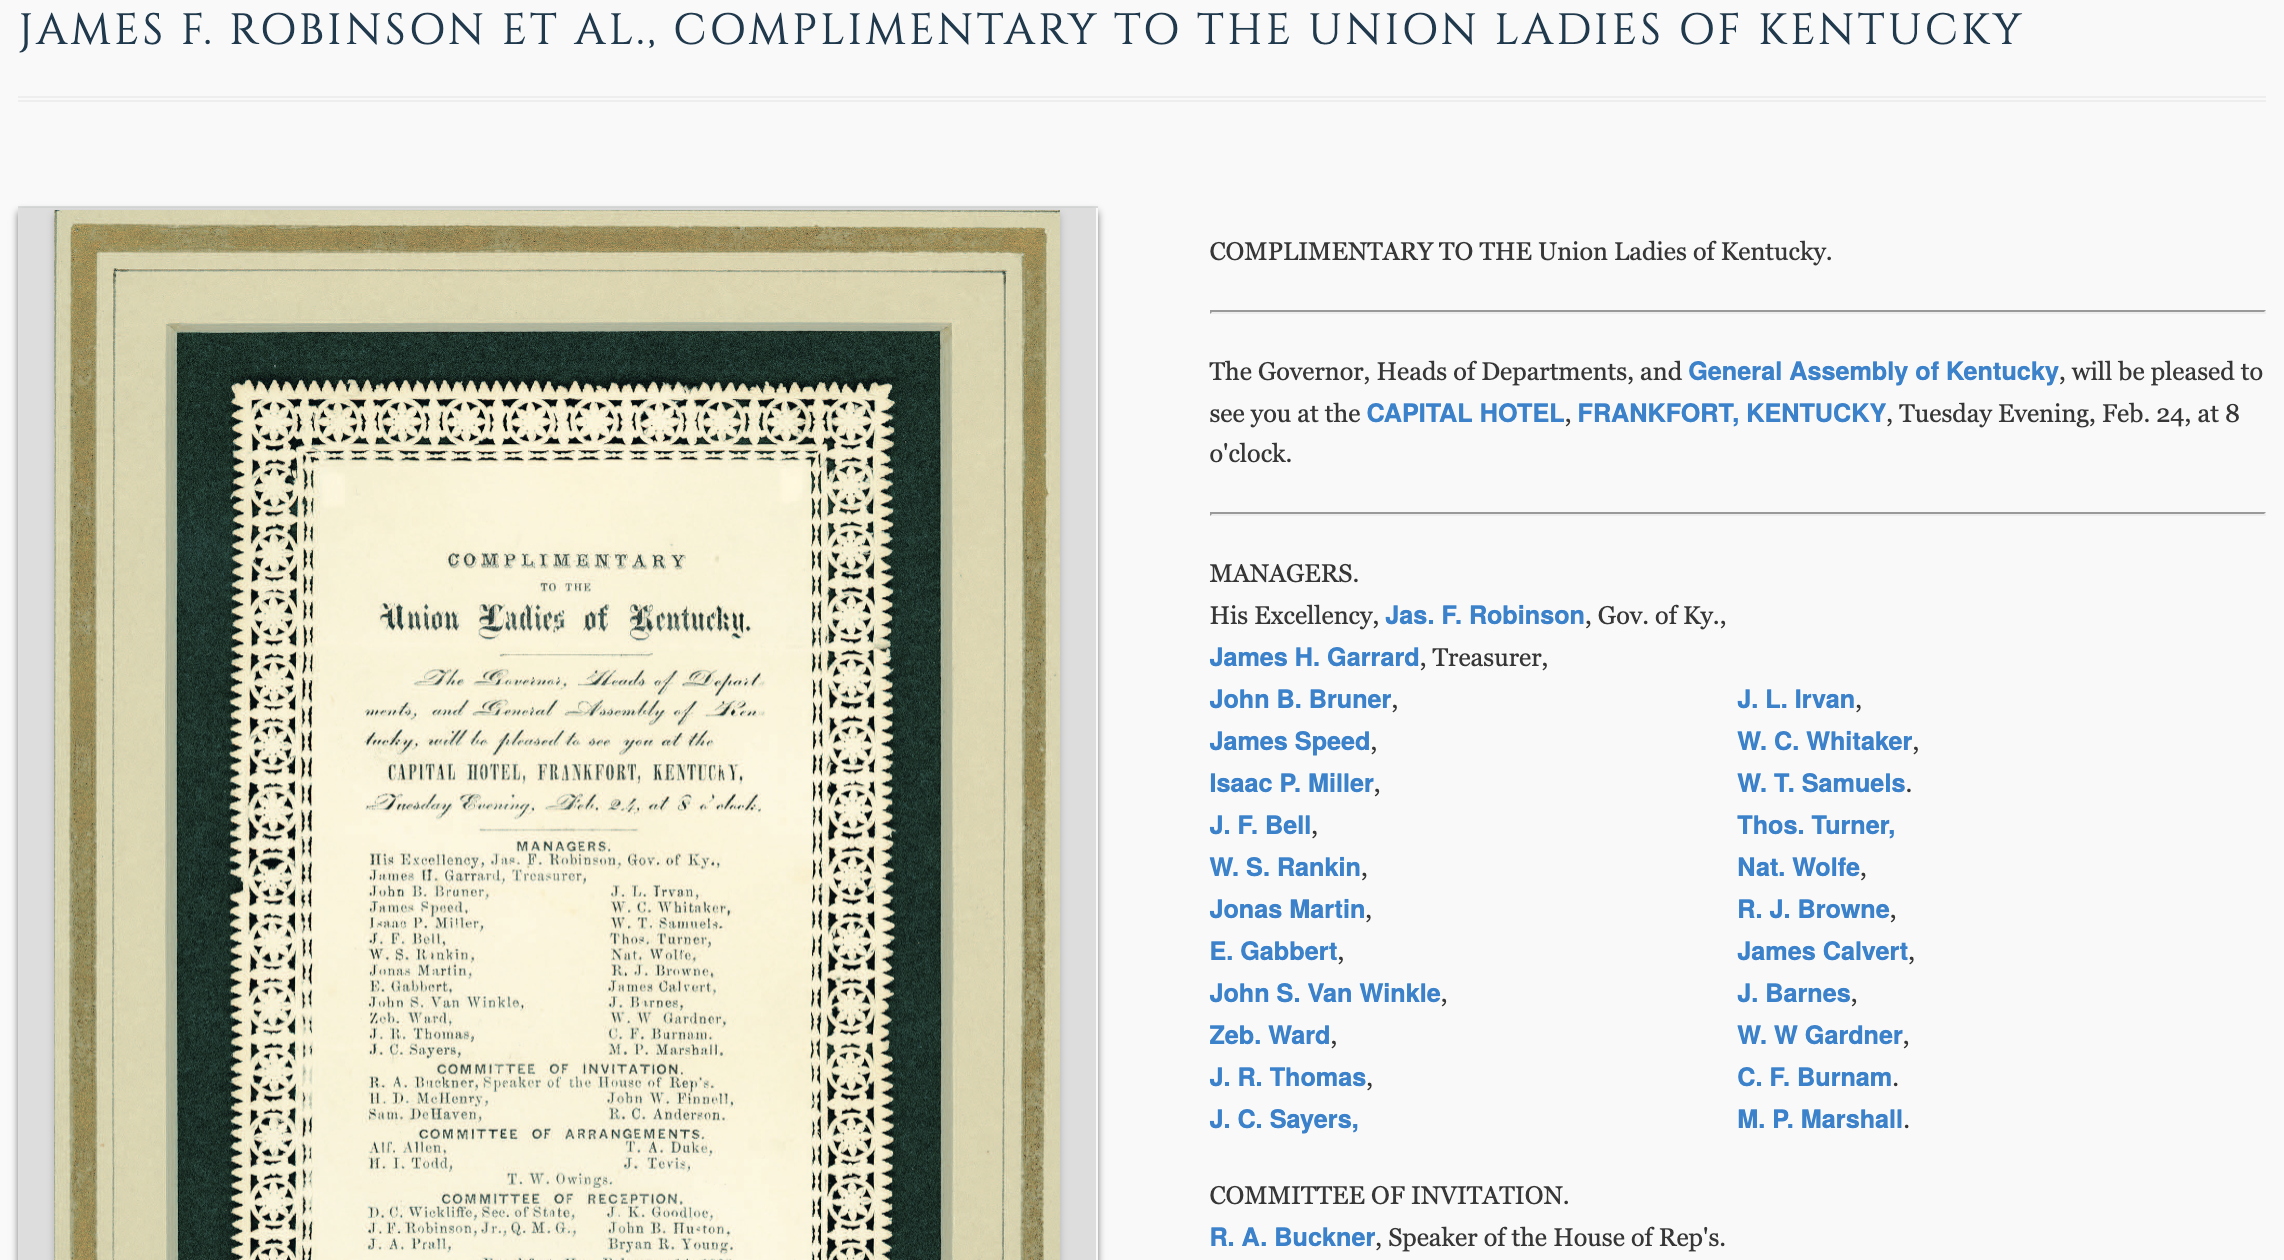 JAMES F. ROBINSON ET AL., COMPLIMENTARY TO THE UNION LADIES OF KENTUCKY
COMPLIMENTARY
TO THE
Union Ladies of Kentucky.
The Governor, Heads of Depart-
ments, and General Assembly of Ken-
tucky, will be pleased to see you at the
CAPITAL HOTEL, FRANKFORT, KENTUCKY,
Tuesday Evening, Feb. 24, at 8 o'clock.
MANAGERS.
His Excellency, Jas. F. Robinson, Gov. of Ky.,
James H. Garrard, Treasurer,
John B. Bruner, J. L. Irvan,
James Speed, W. C. Whitaker,
Isaac P. Miller, W. T. Samuels.
J. F. Bell, Thos. Turner,
W. S. Rankin, Nat. Wolfe,
Jonas Martin, R. J. Browne,
E. Gabbert, James Calvert,
John S. Van Winkle, J. Barnes,
Zeb. Ward, W. W Gardner,
J. R. Thomas, C. F. Burnam.
J. C. Sayers, M. P. Marshall.
COMMITTEE OF INVITATION.
R. A. Buckner, Speaker of the House of Rep's.
H. D. McHenry, John W. Finnell,
Sam. DeHaven, R. C. Anderson.
COMMITTEE OF ARRANGEMENTS.
Alf. Allen, T. A. Duke,
H. I. Todd, J. Tevis,
T. W. Owings.
COMMITTEE OF RECEPTION.
D. C. Wickliffe, Sec. of State, J. K. Goodloe,
J. F. Robinson, Jr., Q. M. G., John B. Huston,
J. A. Prall, Bryan R. Young.
COMPLIMENTARY TO THE Union Ladies of Kentucky.
The Governor, Heads of Departments, and General Assembly of Kentucky, will be pleased to
see you at the CAPITAL HOTEL, FRANKFORT, KENTUCKY, Tuesday Evening, Feb. 24, at 8
o'clock.
MANAGERS.
His Excellency, Jas. F. Robinson, Gov. of Ky.,
James H. Garrard, Treasurer,
John B. Bruner, J. L. Irvan,
James Speed, W. C. Whitaker,
Isaac P. Miller, W. T. Samuels.
J. F. Bell, Thos. Turner,
W. S. Rankin, Nat. Wolfe,
Jonas Martin, R. J. Browne,
E. Gabbert, James Calvert,
John S. Van Winkle, J. Barnes,
Zeb. Ward, W. W Gardner,
J. R. Thomas, C. F. Burnam.
J. C. Sayers, M. P. Marshall.
COMMITTEE OF INVITATION.
R. A. Buckner, Speaker of the House of Rep's.